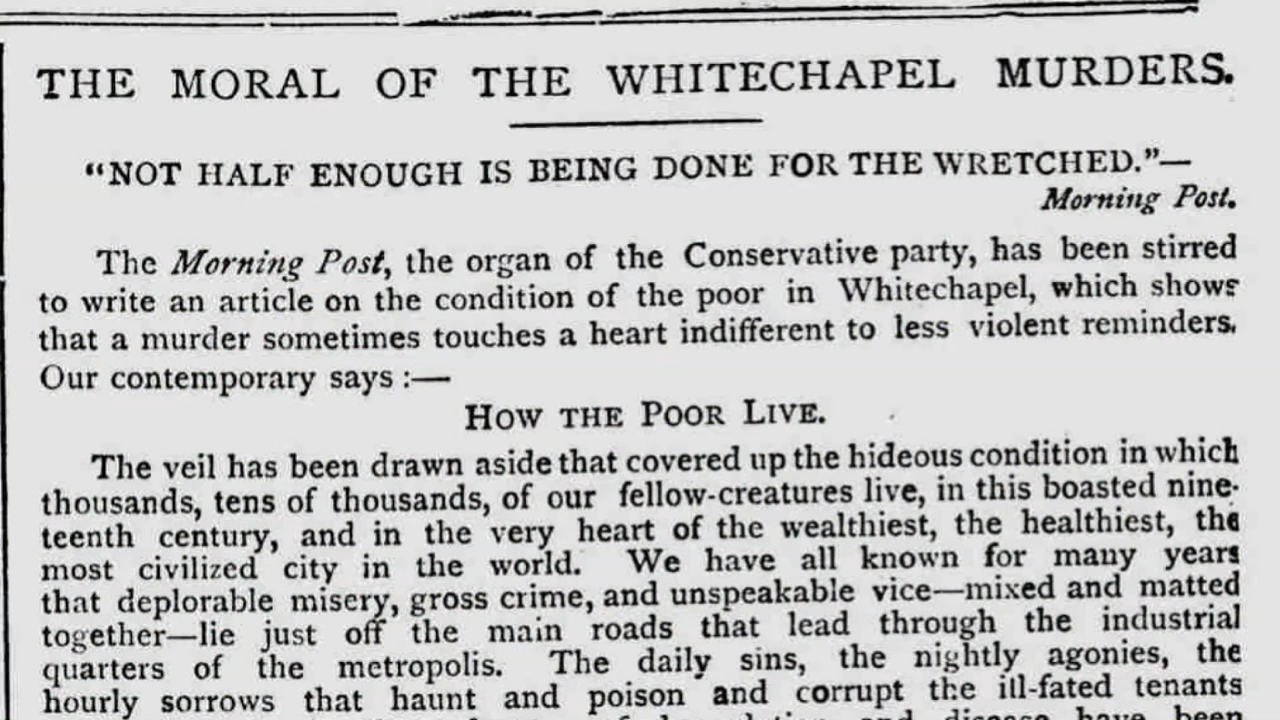 THE MORAL OF THE WHITECHAPEL MURDERS.
“NOT HALF ENOUGH IS BEING DONE FOR THE WRETCHED.”—
Morning Post.
The Morning Post, the organ of the Conservative party, has been stirred
to write an article on the condition of the poor in Whitechapel, which shows
that a murder sometimes touches a heart indifferent to less violent reminders.
Our contemporary says :—
HOW THE POOR LIVE.
The veil has been drawn aside that covered up the hideous condition in which
thousands, tens of thousands, of our fellow-creatures live, in this boasted nine-
teenth century, and in the very heart of the wealthiest, the healthiest, the
most civilized city in the world. We have all known for many years
that deplorable misery, gross crime, and unspeakable vice—mixed and matted
together—lie just off the main roads that lead through the industrial
quarters of the metropolis. The daily sins, the nightly agonies, the
hourly sorrows that haunt and poison and corrupt the ill-fated tenants
of and disease have been